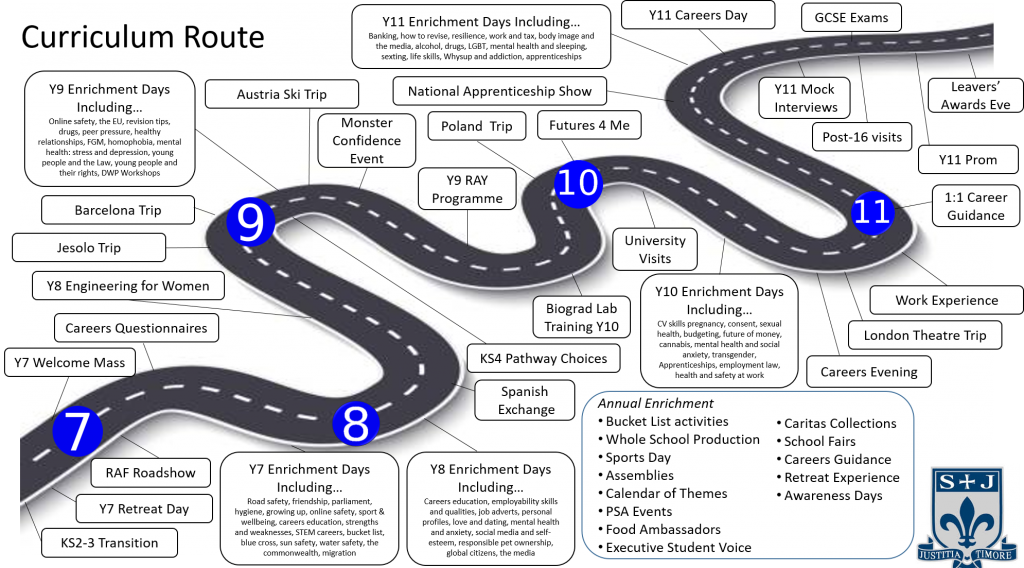 Curriculum Route
Y11 Enrichment Days Including...
Banking, how to revise, resilience, work and tax, body image and
the media, alcohol, drugs, LGBT, mental health and sleeping,
sexting, life skills, Whysup and addiction, apprenticeships
Y11 Careers Day
GCSE Exams
Y9 Enrichment Days
Including...
Online safety, the EU, revision tips,
drugs, peer pressure, healthy
relationships, FGM, homophobia, mental
health: stress and depression, young
people and the Law, young people and
their rights, DWP Workshops
Austria Ski Trip
National Apprenticeship Show
Y11 Mock
Interviews
Leavers'
Awards Eve
Monster
Confidence
Event
Poland Trip
Futures 4 Me
Post-16 visits
Y11 Prom
Y9 RAY
Programme
10
11
1:1 Career
Guidance
Barcelona Trip
9
Jesolo Trip
University
Visits
Y8 Engineering for Women
Biograd Lab
Training Y10
Y10 Enrichment Days
Including...
CV skills pregnancy, consent, sexual
health, budgeting, future of money,
cannabis, mental health and social
anxiety, transgender,
Apprenticeships, employment law,
health and safety at work
Work Experience
Careers Questionnaires
London Theatre Trip
Y7 Welcome Mass
KS4 Pathway Choices
Careers Evening
Spanish
Exchange
7
8
Annual Enrichment
• Bucket List activities
• Whole School Production
• Sports Day
• Assemblies
• Calendar of Themes
• PSA Events
• Food Ambassadors
• Executive Student Voice
• Caritas Collections
• School Fairs
• Careers Guidance
• Retreat Experience
• Awareness Days
RAF Roadshow
Y7 Retreat Day
KS2-3 Transition
Y7 Enrichment Days
Including...
Road safety, friendship, parliament,
hygiene, growing up, online safety, sport &
wellbeing, careers education, strengths
and weaknesses, STEM careers, bucket list,
blue cross, sun safety, water safety, the
commonwealth, migration
Y8 Enrichment Days
Including...
Careers education, employability skills
and qualities, job adverts, personal
profiles, love and dating, mental health
and anxiety, social media and self-
esteem, responsible pet ownership,
global citizens, the media
S + J
JUSTITIA TIMORE